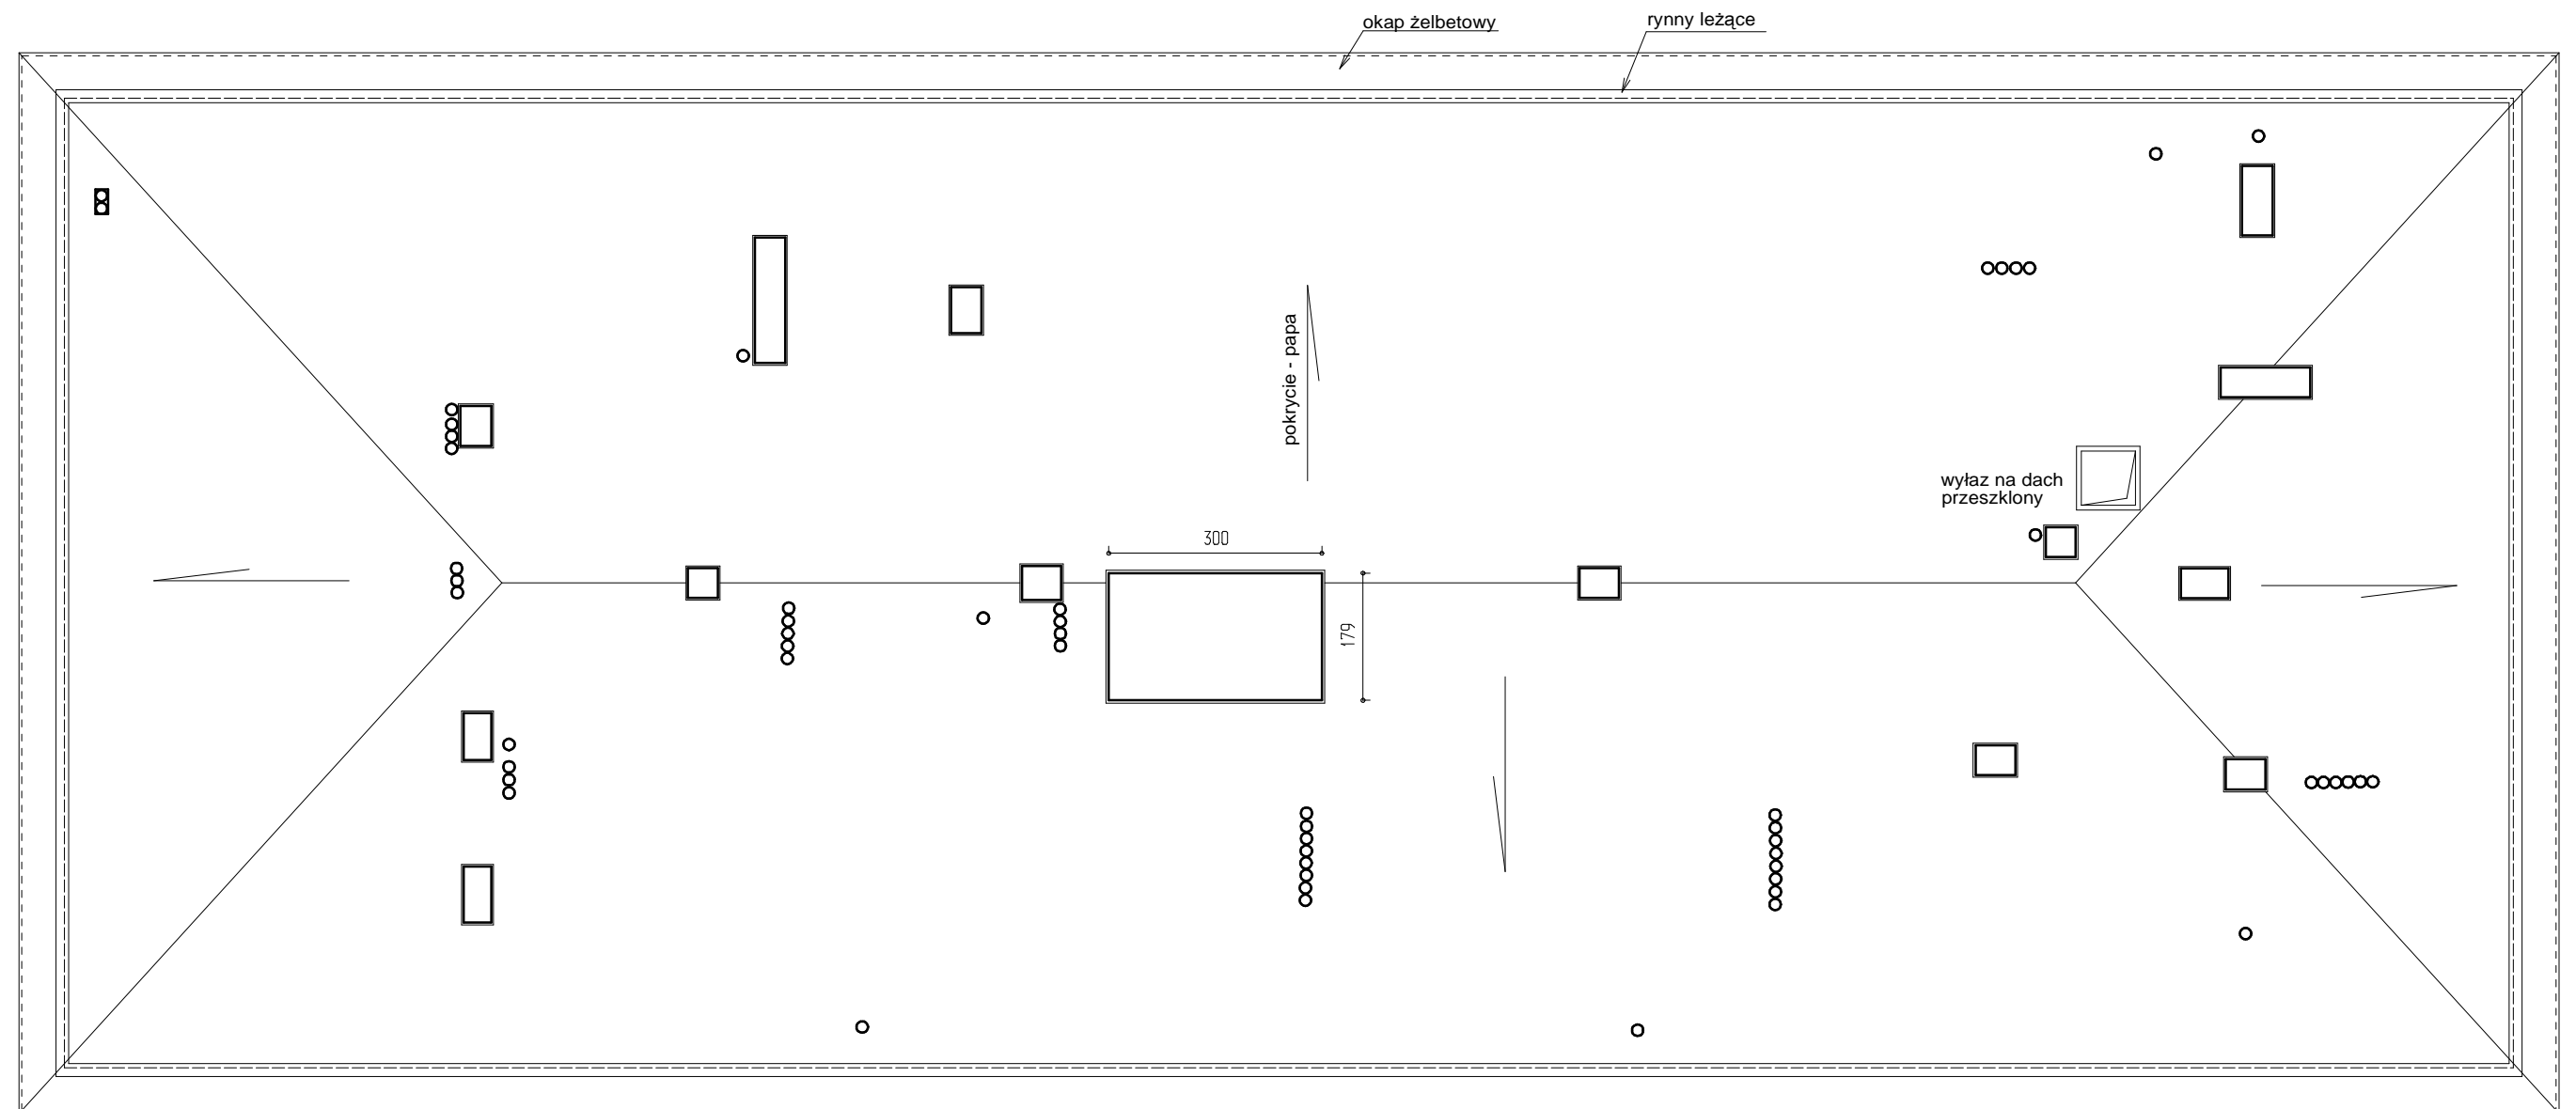 okap żelbetowy
rynny leżące
pokrycie - papa
wyłaz na dach
przeszklony
300
179